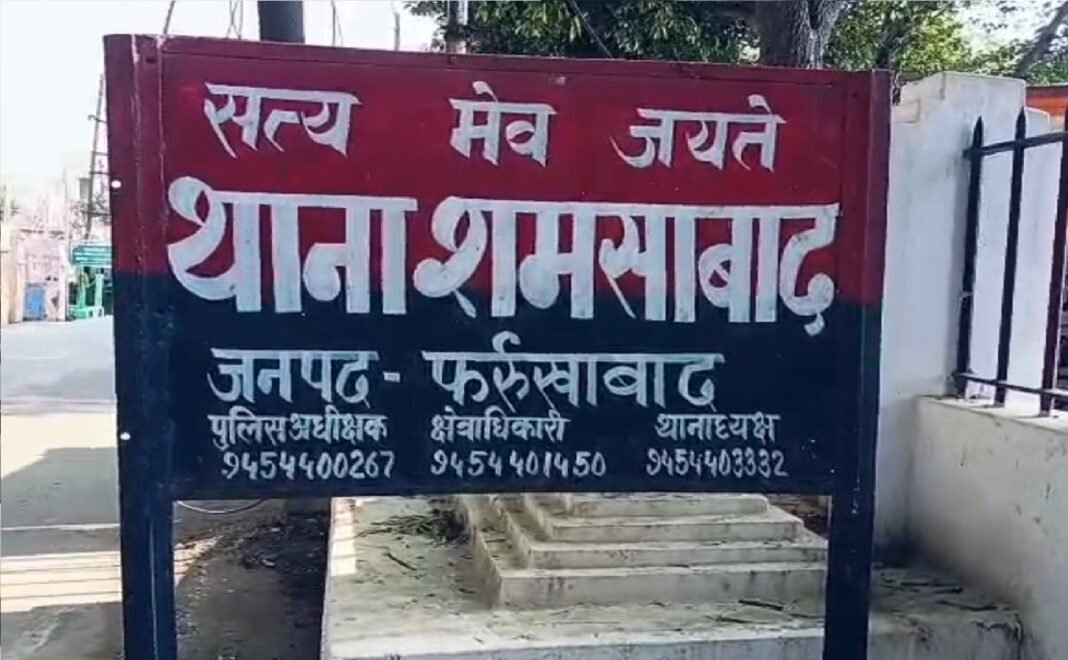 सत्य मेव जयते
थाना शमसाबाद
जनपद - फर्रुखाबाद
पुलिस अधीक्षक क्षेत्राधिकारी थानाध्यक्ष
9454400267 9454401450 9454403332